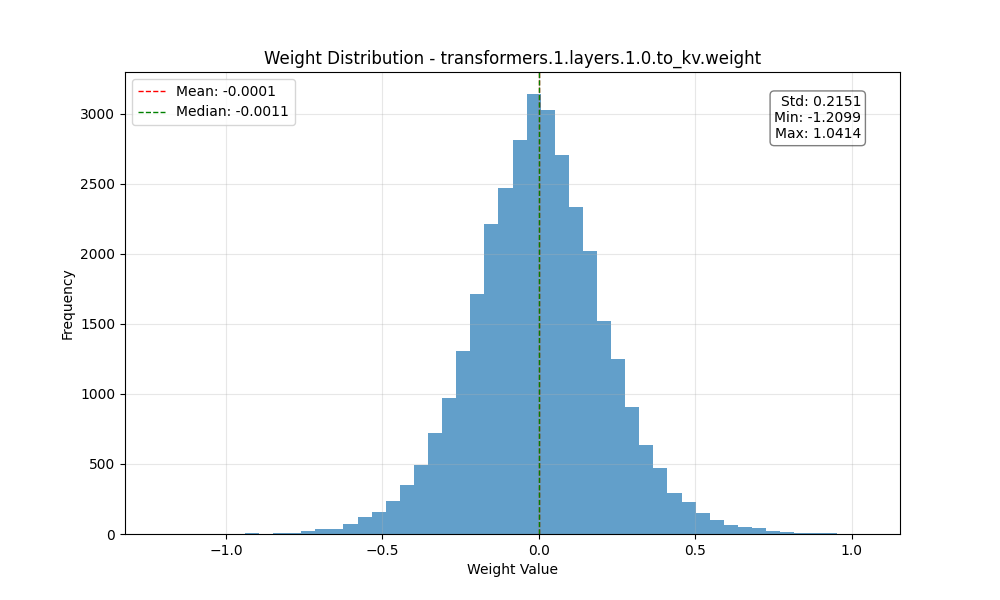 Weight Distribution - transformers.1.layers.1.0.to_kv.weight
Mean: -0.0001
Median: -0.0011
Std: 0.2151
Min: -1.2099
Max: 1.0414
Frequency
3000
2500
2000
1500
1000
500
0
−1.0 −0.5 0.0 0.5 1.0
Weight Value